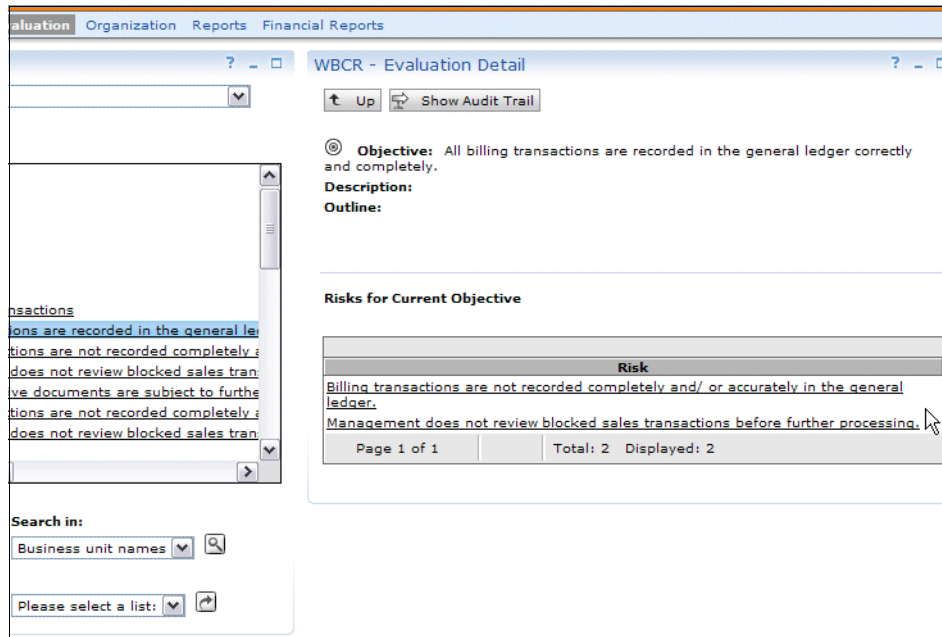 aluation Organization Reports Financial Reports
?
nsactions
ions are recorded in the general le
tions are not recorded completely a
does not review blocked sales tran
ve documents are subject to furthe
tions are not recorded completely a
does not review blocked sales tran
Search in:
Business unit names
Please select a list:
WBCR - Evaluation Detail ?
Up Show Audit Trail
Objective: All billing transactions are recorded in the general ledger correctly
and completely.
Description:
Outline:
Risks for Current Objective
Risk
Billing transactions are not recorded completely and/ or accurately in the general
ledger.
Management does not review blocked sales transactions before further processing.
Page 1 of 1 Total: 2 Displayed: 2